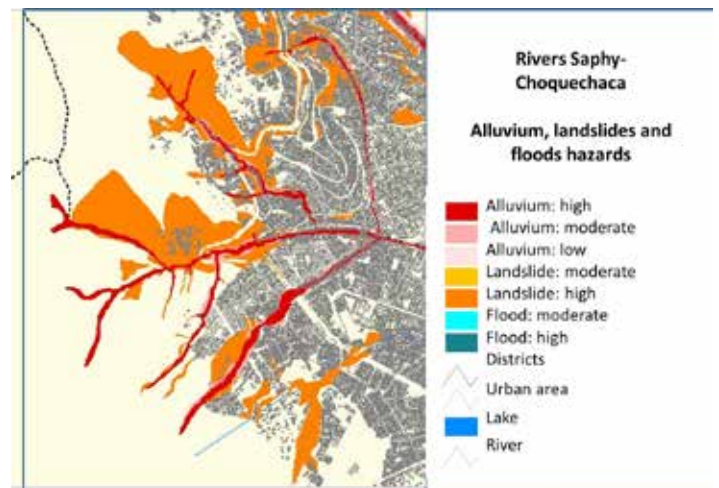 Rivers Saphy-
Choquechaca
Alluvium, landslides and
floods hazards
Alluvium: high
Alluvium: moderate
Alluvium: low
Landslide: moderate
Landslide: high
Flood: moderate
Flood: high
Districts
Urban area
Lake
River